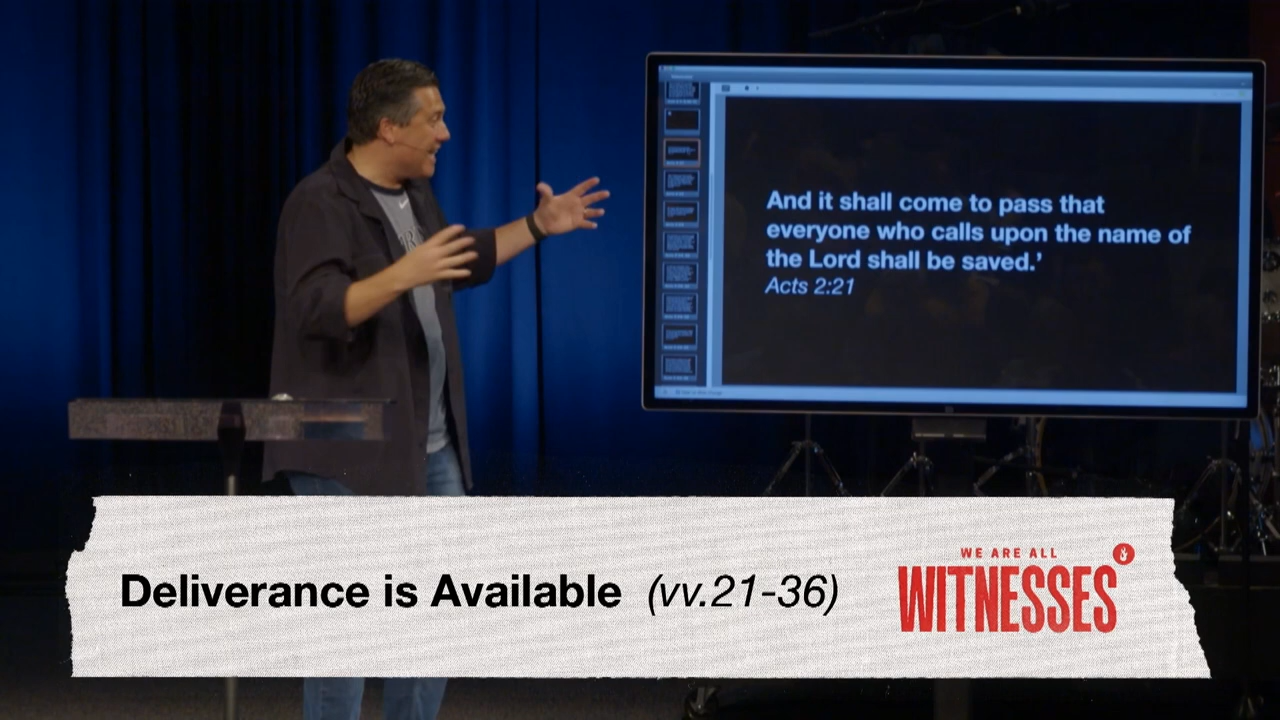 And it shall come to pass that
everyone who calls upon the name of
the Lord shall be saved.’
Acts 2:21
Deliverance is Available (vv.21-36)
WE ARE ALL
WITNESSES